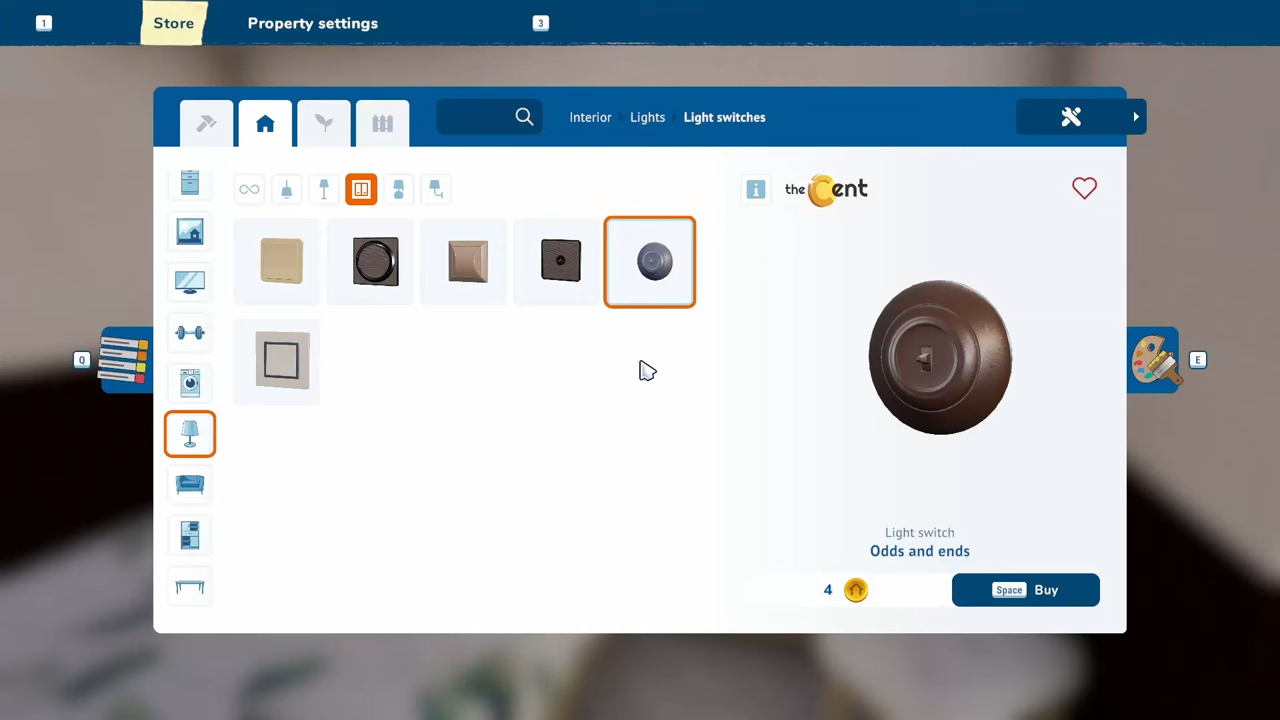 1
Store
Property settings
3
Interior
Lights
Light switches
i
the Cent
Q
E
Light switch
Odds and ends
4
Space
Buy